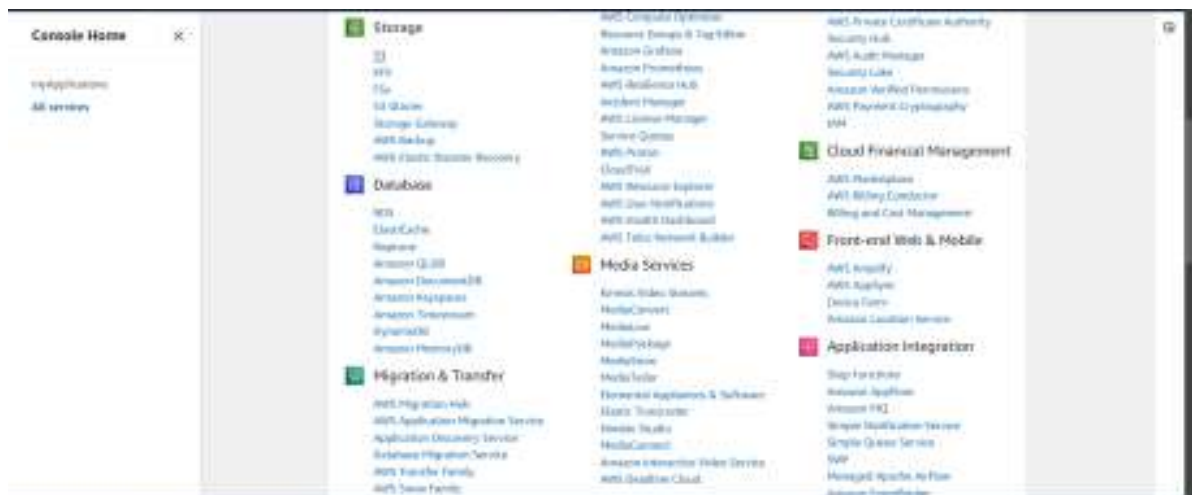 Console Home
myApplications
All services
Storage
S3
EFS
FSx
S3 Glacier
Storage Gateway
AWS Backup
AWS Elastic Disaster Recovery
Database
RDS
ElastiCache
Neptune
Amazon QLDB
Amazon DocumentDB
Amazon Keyspaces
Amazon Timestream
DynamoDB
Amazon MemoryDB
Migration & Transfer
AWS Migration Hub
AWS Application Migration Service
Application Discovery Service
Database Migration Service
AWS Transfer Family
AWS Snow Family
AWS Compute Optimizer
Resource Groups & Tag Editor
Amazon Grafana
Amazon Prometheus
AWS Resilience Hub
Incident Manager
AWS License Manager
Service Quotas
AWS Proton
CloudTrail
AWS Resource Explorer
AWS User Notifications
AWS Health Dashboard
AWS Telco Network Builder
Media Services
Kinesis Video Streams
MediaConvert
MediaLive
MediaPackage
MediaStore
MediaTailor
Elemental Appliances & Software
Elastic Transcoder
Nimble Studio
MediaConnect
Amazon Interactive Video Service
AWS Deadline Cloud
AWS Private Certificate Authority
Security Hub
AWS Audit Manager
Security Lake
Amazon Verified Permissions
AWS Payment Cryptography
IAM
Cloud Financial Management
AWS Marketplace
AWS Billing Conductor
Billing and Cost Management
Front-end Web & Mobile
AWS Amplify
AWS AppSync
Device Farm
Amazon Location Service
Application Integration
Step Functions
Amazon AppFlow
Amazon MQ
Simple Notification Service
Simple Queue Service
SWF
Managed Apache Airflow
Amazon EventBridge